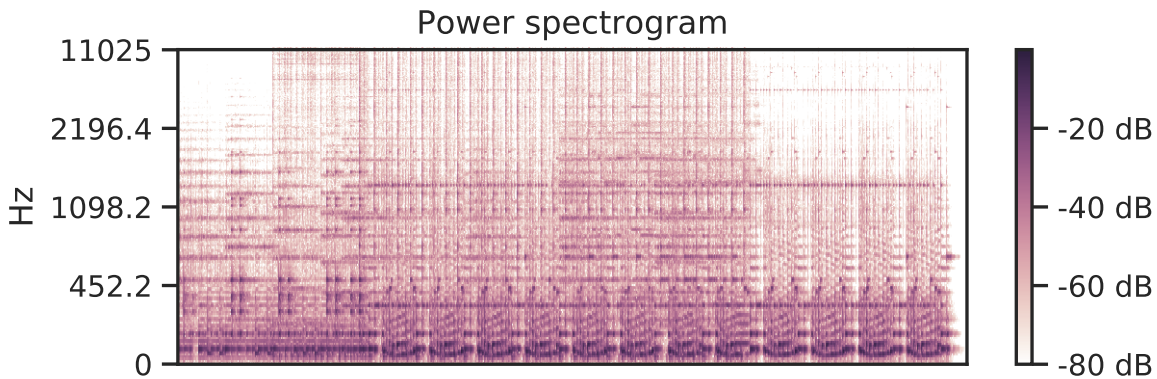 Power spectrogram
11025
2196.4
1098.2
452.2
0
Hz
-20 dB
-40 dB
-60 dB
-80 dB